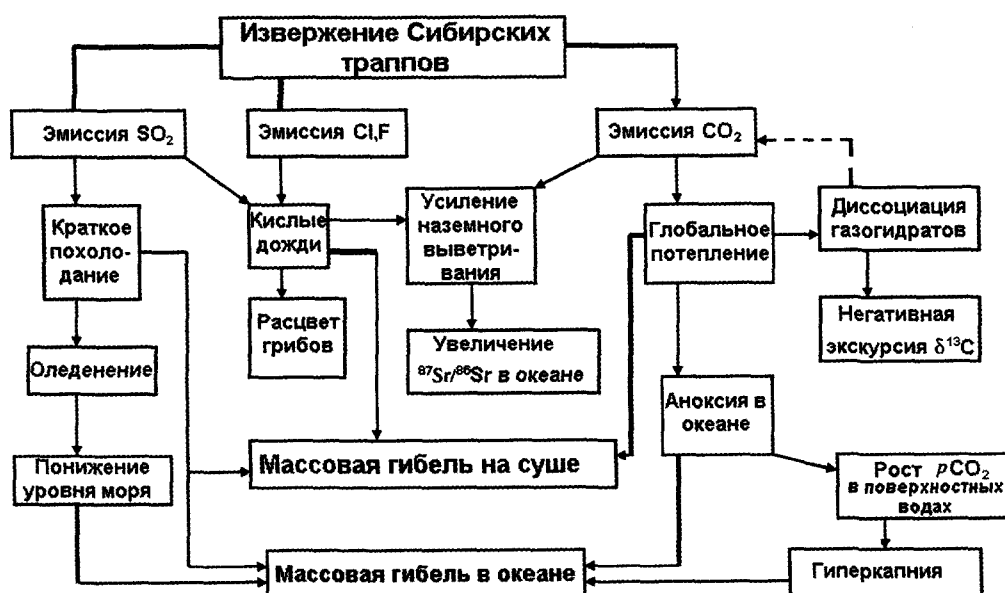 Извержение Сибирских
траппов
Эмиссия SO₂
Эмиссия Cl,F
Эмиссия CO₂
Краткое
похоло-
дание
Кислые
дожди
Усиление
наземного
выветри-
вания
Глобальное
потепление
Диссоциация
газогидратов
Оледенение
Расцвет
грибов
Увеличение
⁸⁷Sr/⁸⁶Sr в океане
Негативная
экскурсия δ¹³C
Аноксия в
океане
Понижение
уровня моря
Массовая гибель на суше
Рост pCO₂
в поверхностных
водах
Массовая гибель в океане
Гиперкапния